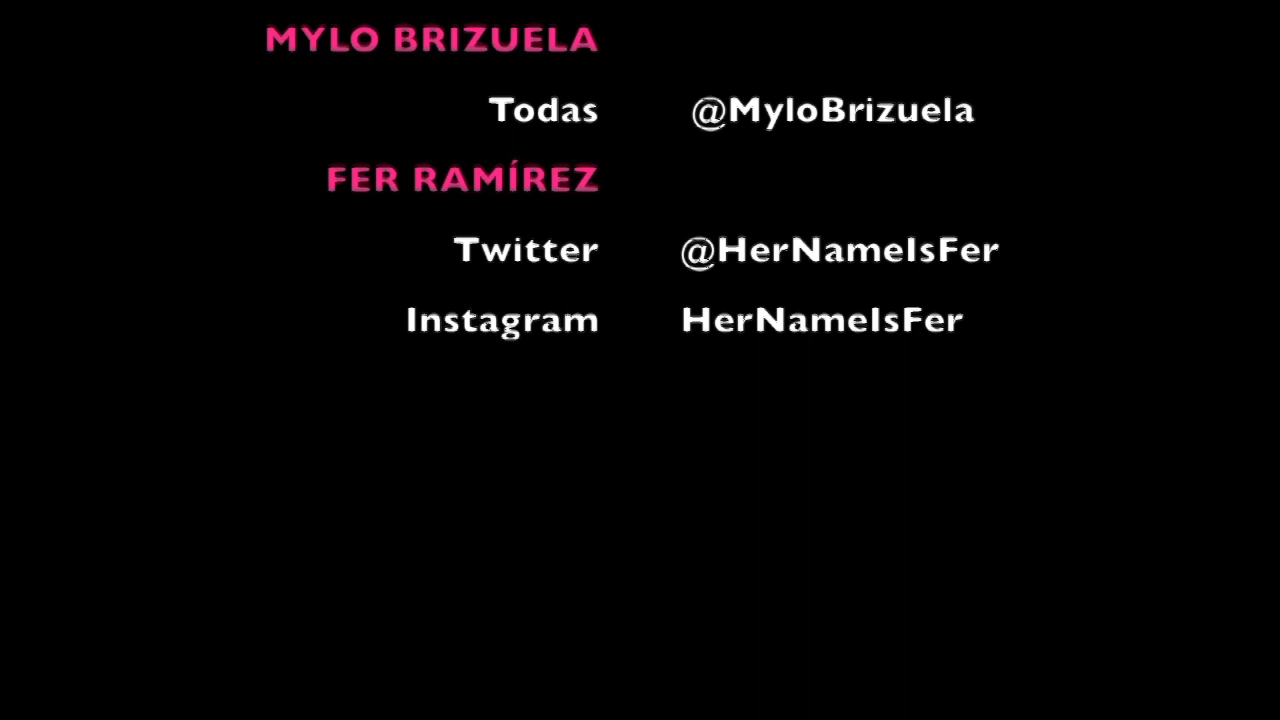 MYLO BRIZUELA
Todas @MyloBrizuela
FER RAMÍREZ
Twitter @HerNameIsFer
Instagram HerNameIsFer